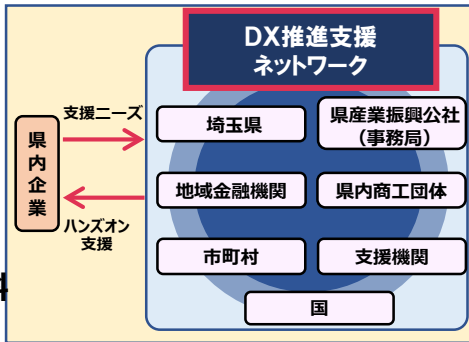 DX推進支援
ネットワーク
支援ニーズ
県内企業
ハンズオン
支援
埼玉県
県産業振興公社
(事務局)
地域金融機関
県内商工団体
市町村
支援機関
国